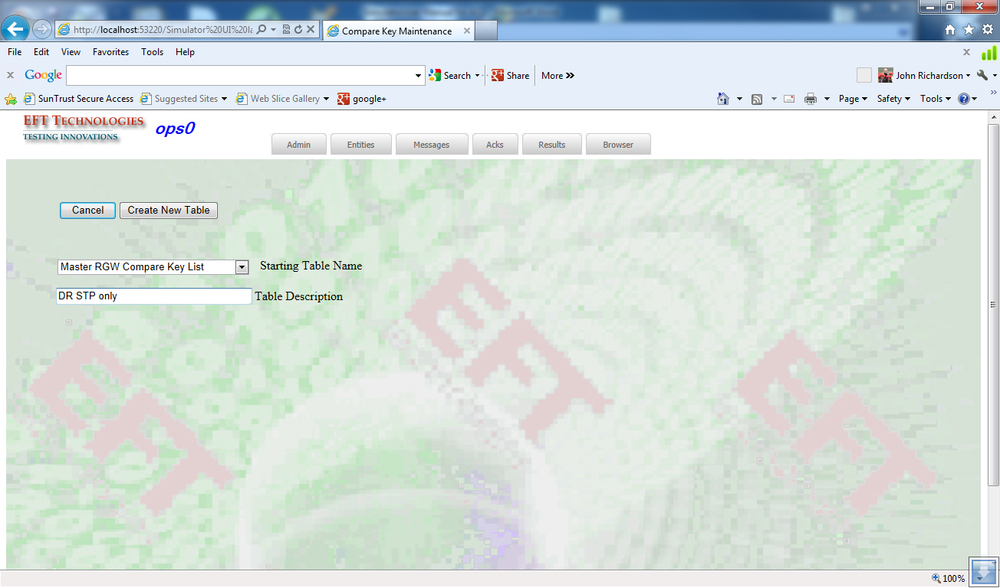 http://localhost:53220/Simulator%20UI%20la
Compare Key Maintenance
File Edit View Favorites Tools Help
Google Search Share More »
John Richardson
SunTrust Secure Access Suggested Sites Web Slice Gallery google+
Page Safety Tools
EFT TECHNOLOGIES
TESTING INNOVATIONS
ops0
Admin Entities Messages Acks Results Browser
Cancel Create New Table
Master RGW Compare Key List Starting Table Name
DR STP only Table Description
EFT EFT EFT
100%